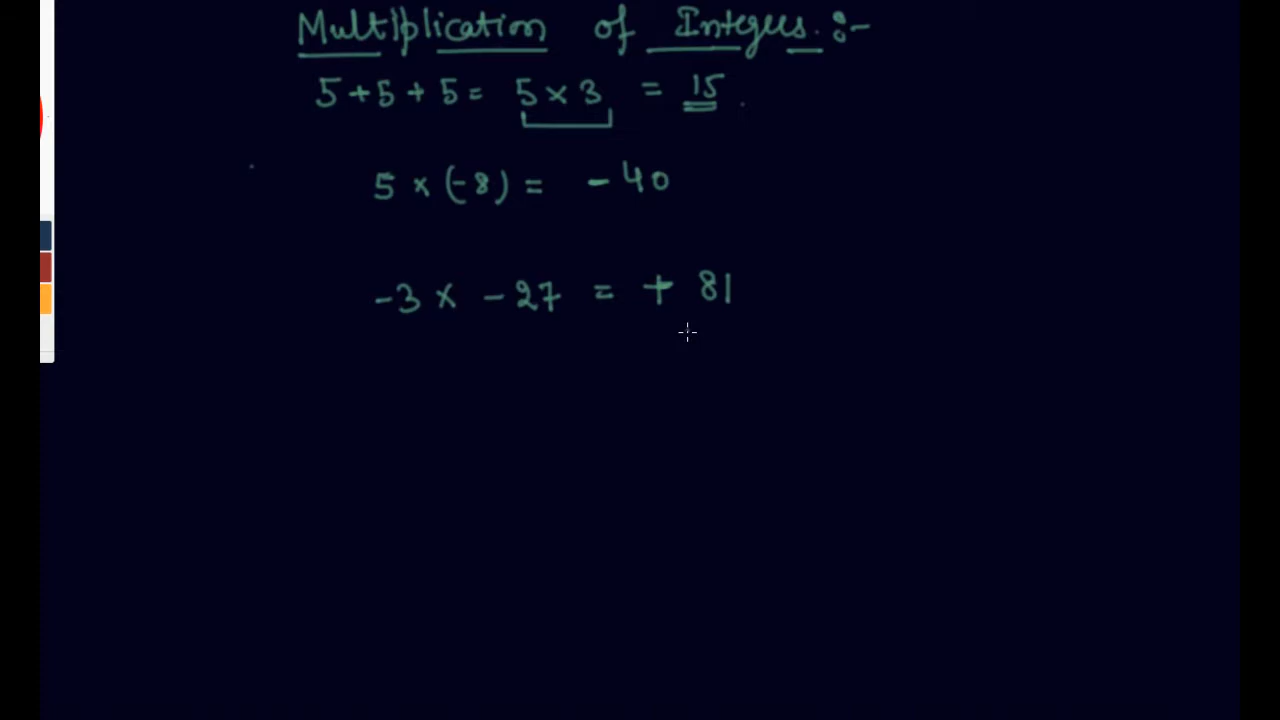 Multiplication of Integers :-
5 + 5 + 5 = 5 × 3 = 15
5 × (-8) = - 40
-3 × - 27 = + 81